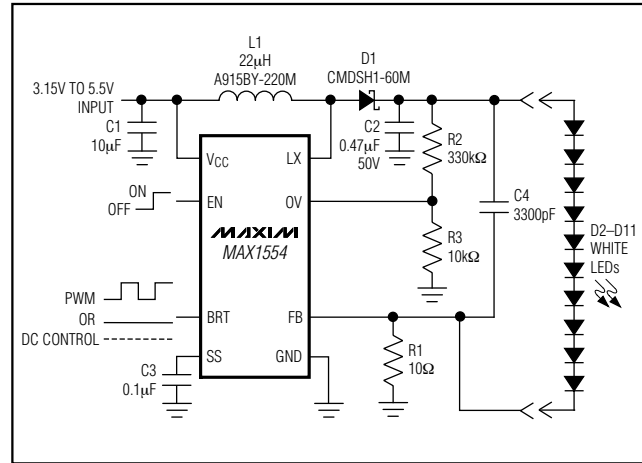 L1
22µH
A915BY-220M
D1
CMDSH1-60M
3.15V TO 5.5V
INPUT
C1
10µF
C2
0.47µF
50V
R2
330kΩ
VCC
LX
C4
3300pF
ON
OFF
EN
OV
MAXIM
MAX1554
R3
10kΩ
D2–D11
WHITE
LEDs
PWM
OR
DC CONTROL
BRT
FB
SS
GND
R1
10Ω
C3
0.1µF